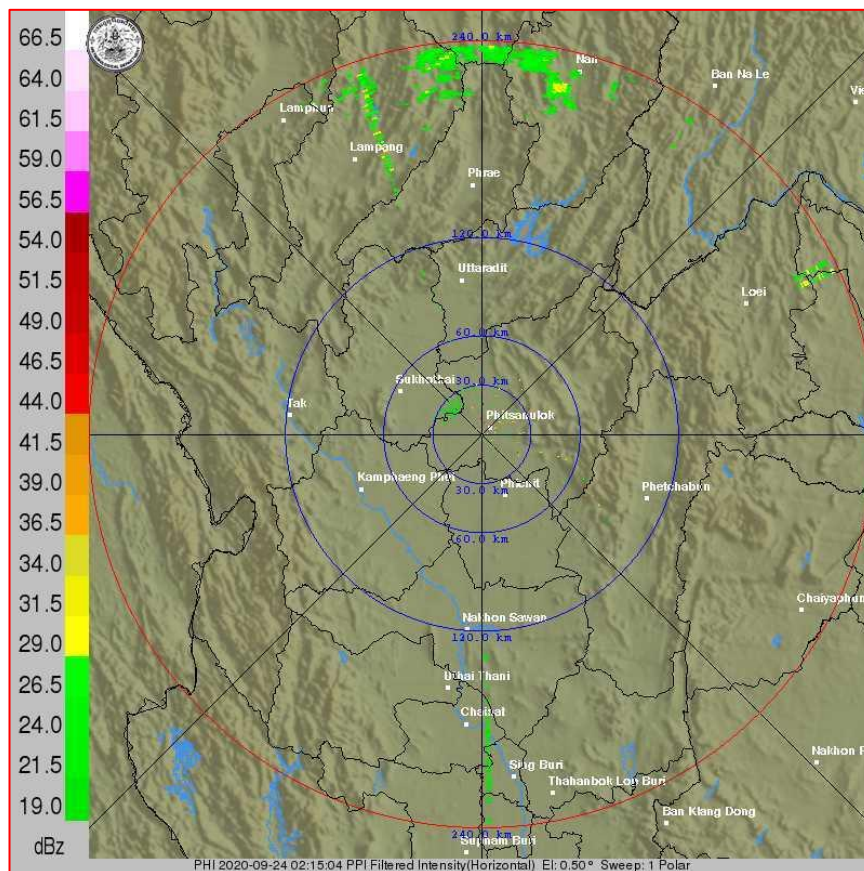 66.5
64.0
61.5
59.0
56.5
54.0
51.5
49.0
46.5
44.0
41.5
39.0
36.5
34.0
31.5
29.0
26.5
24.0
21.5
19.0
dBz
240.0 km
Nan
Ban Na Le
Vie
Lamphun
Lampang
Phrae
120.0 km
Uttaradit
Loei
60.0 km
Sukhothai
30.0 km
Tak
Phitsanulok
Kamphaeng Phet
30.0 km
Phichit
Phetchabun
60.0 km
Chaiyaphum
Nakhon Sawan
120.0 km
Uthai Thani
Chainat
Sing Buri
Nakhon R
Thahanbok Lop Buri
Ban Klang Dong
240.0 km
Suphan Buri
PHI 2020-09-24 02:15:04 PPI Filtered Intensity(Horizontal) El: 0.50° Sweep: 1 Polar